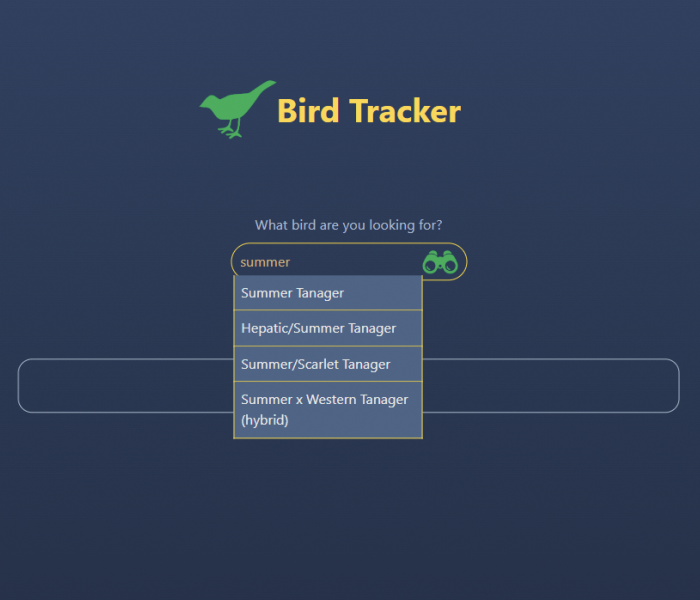 Bird Tracker
What bird are you looking for?
summer
Summer Tanager
Hepatic/Summer Tanager
Summer/Scarlet Tanager
Summer x Western Tanager
(hybrid)